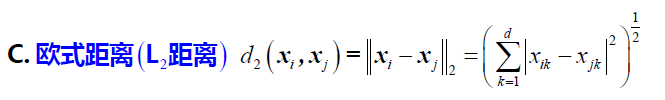 C. 欧式距离(L₂距离) d₂(xᵢ,xⱼ) = ‖xᵢ − xⱼ‖₂ = (∑ₖ₌₁ᵈ |xᵢₖ − xⱼₖ|²)^(1/2)